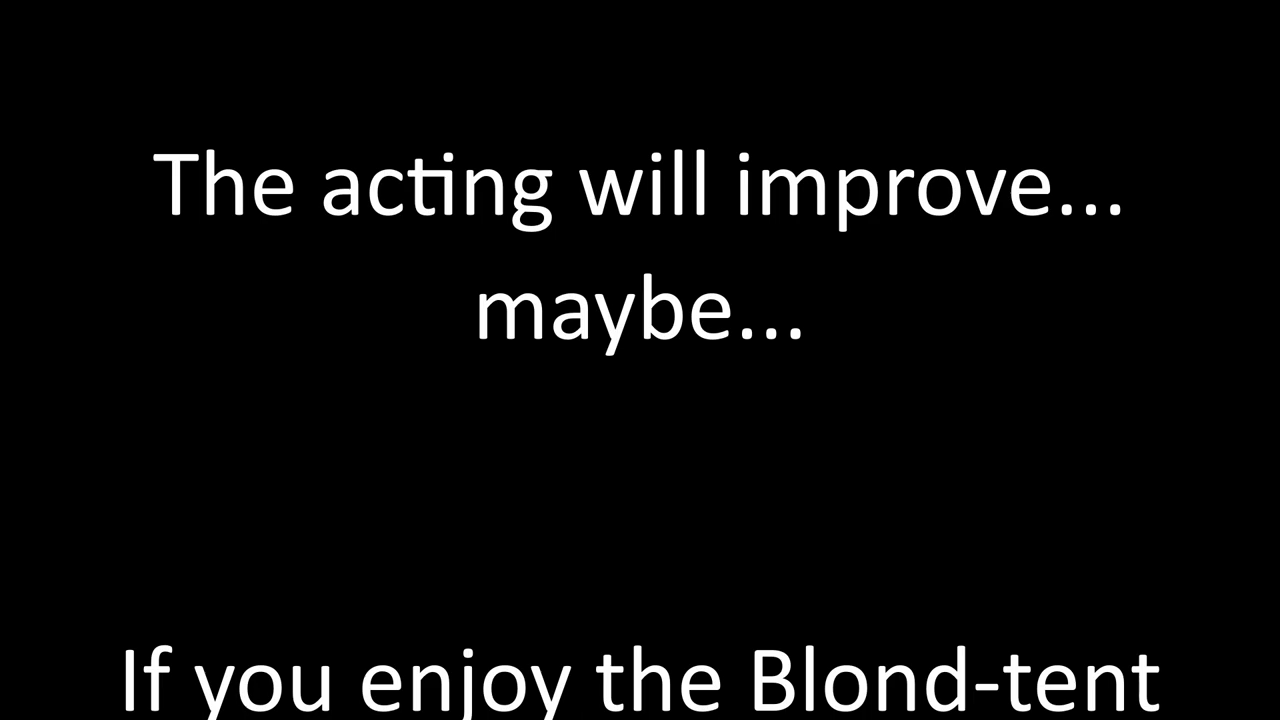 The acting will improve...
maybe...
If you enjoy the Blond-tent